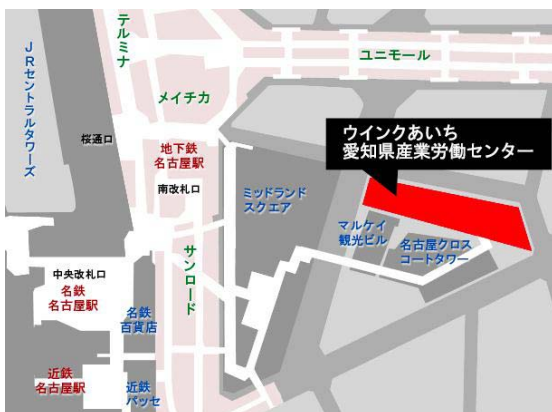 テルミナ
ユニモール
JRセントラルタワーズ
メイチカ
桜通口
地下鉄
名古屋駅
南改札口
ウインクあいち
愛知県産業労働センター
ミッドランド
スクエア
マルケイ
観光ビル
名古屋クロス
コートタワー
サンロード
中央改札口
名鉄
名古屋駅
名鉄
百貨店
近鉄
名古屋駅
近鉄
パッセ